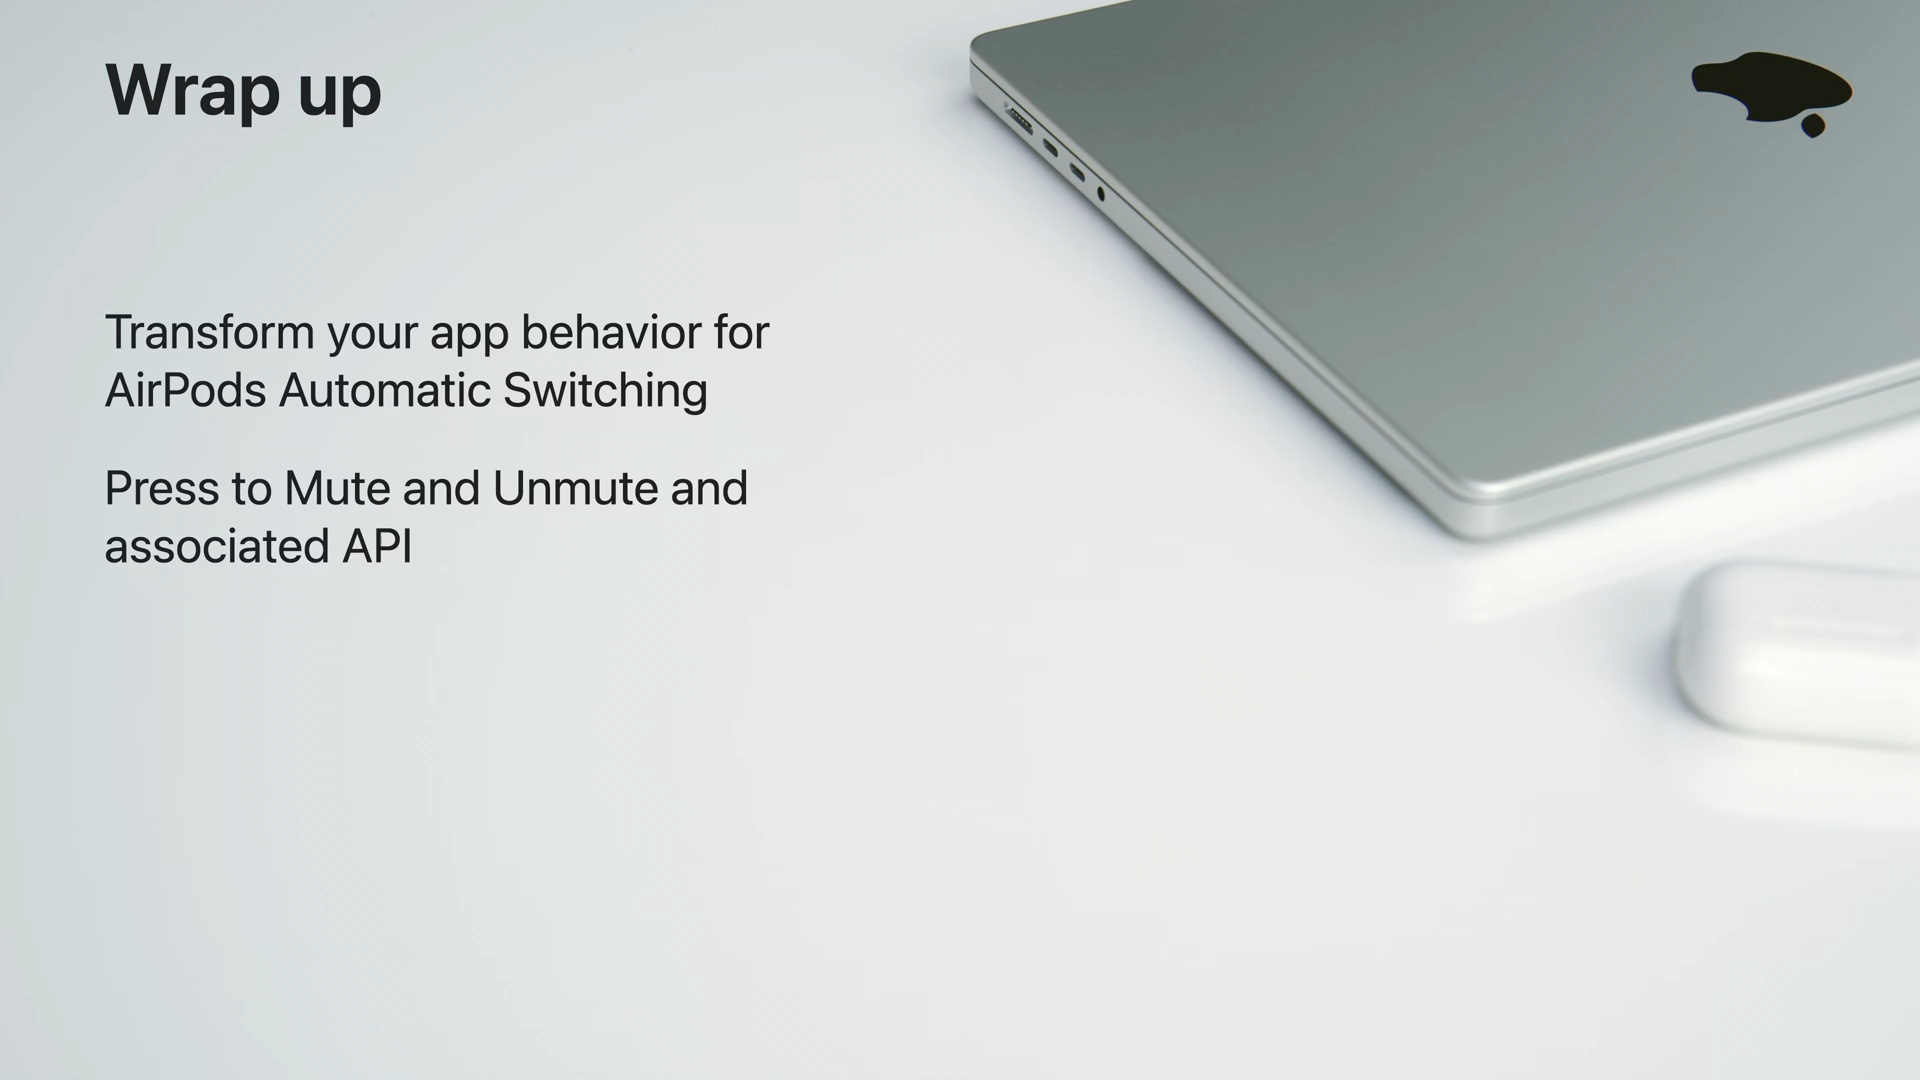 Wrap up
Transform your app behavior for
AirPods Automatic Switching
Press to Mute and Unmute and
associated API